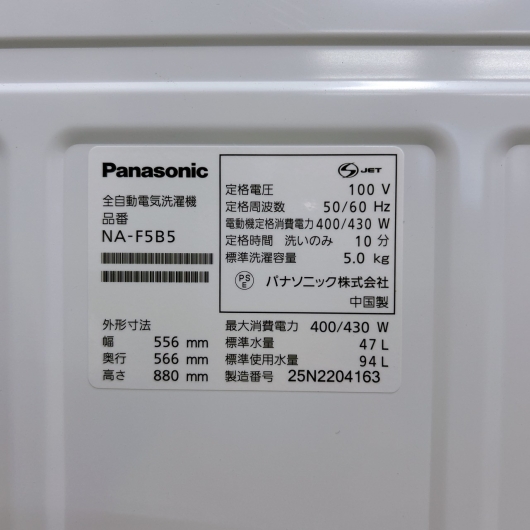 Panasonic
全自動電気洗濯機
品番
NA-F5B5
S JET
定格電圧 100 V
定格周波数 50/60 Hz
電動機定格消費電力 400/430 W
定格時間 洗いのみ 10 分
標準洗濯容量 5.0 kg
PS E パナソニック株式会社
中国製
外形寸法
幅 556 mm
奥行 566 mm
高さ 880 mm
最大消費電力 400/430 W
標準水量 47 L
標準使用水量 94 L
製造番号 25N2204163